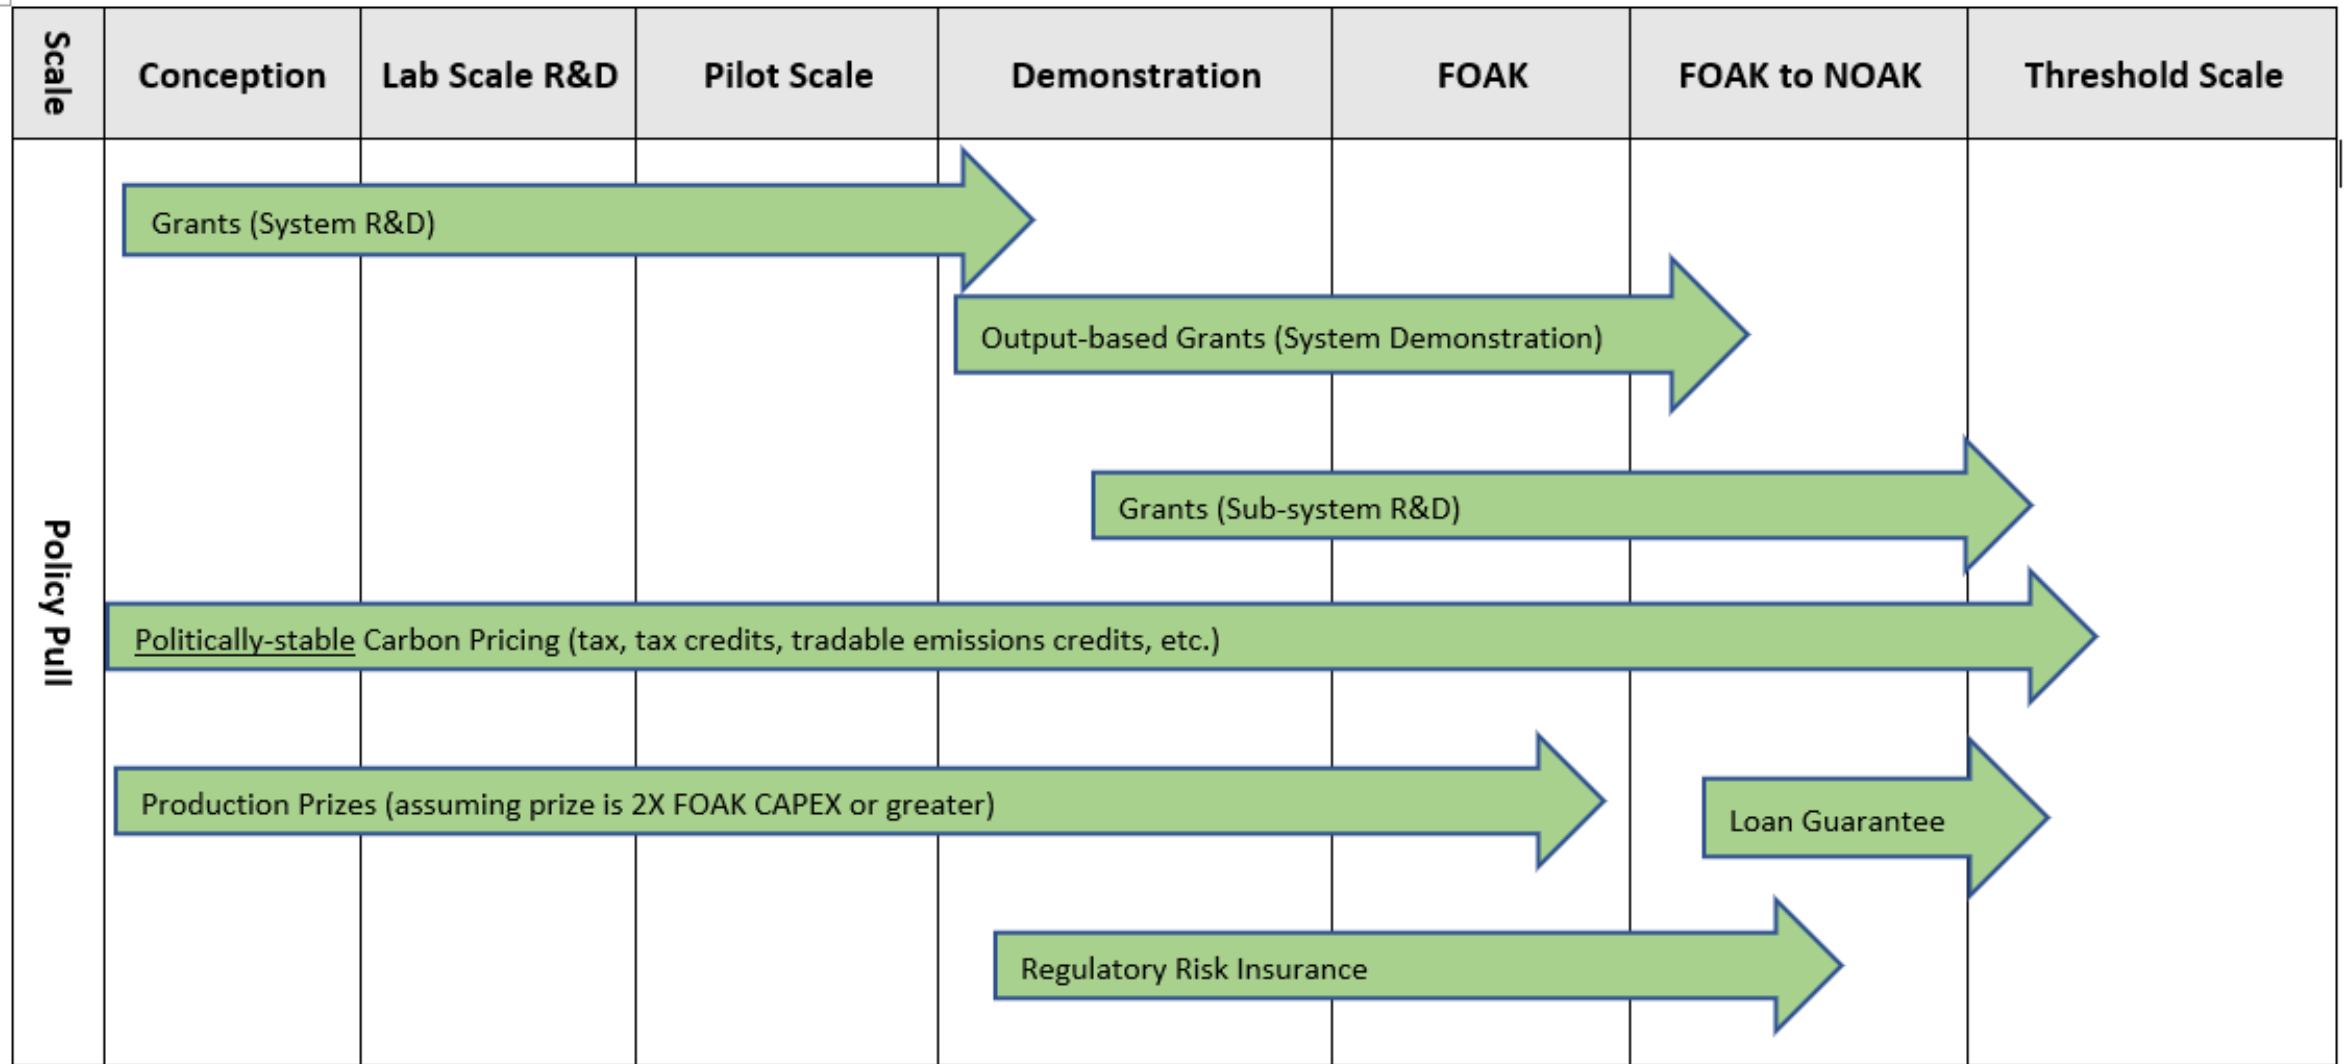 Scale
Conception
Lab Scale R&D
Pilot Scale
Demonstration
FOAK
FOAK to NOAK
Threshold Scale
Policy Pull
Grants (System R&D)
Output-based Grants (System Demonstration)
Grants (Sub-system R&D)
Politically-stable Carbon Pricing (tax, tax credits, tradable emissions credits, etc.)
Production Prizes (assuming prize is 2X FOAK CAPEX or greater)
Loan Guarantee
Regulatory Risk Insurance